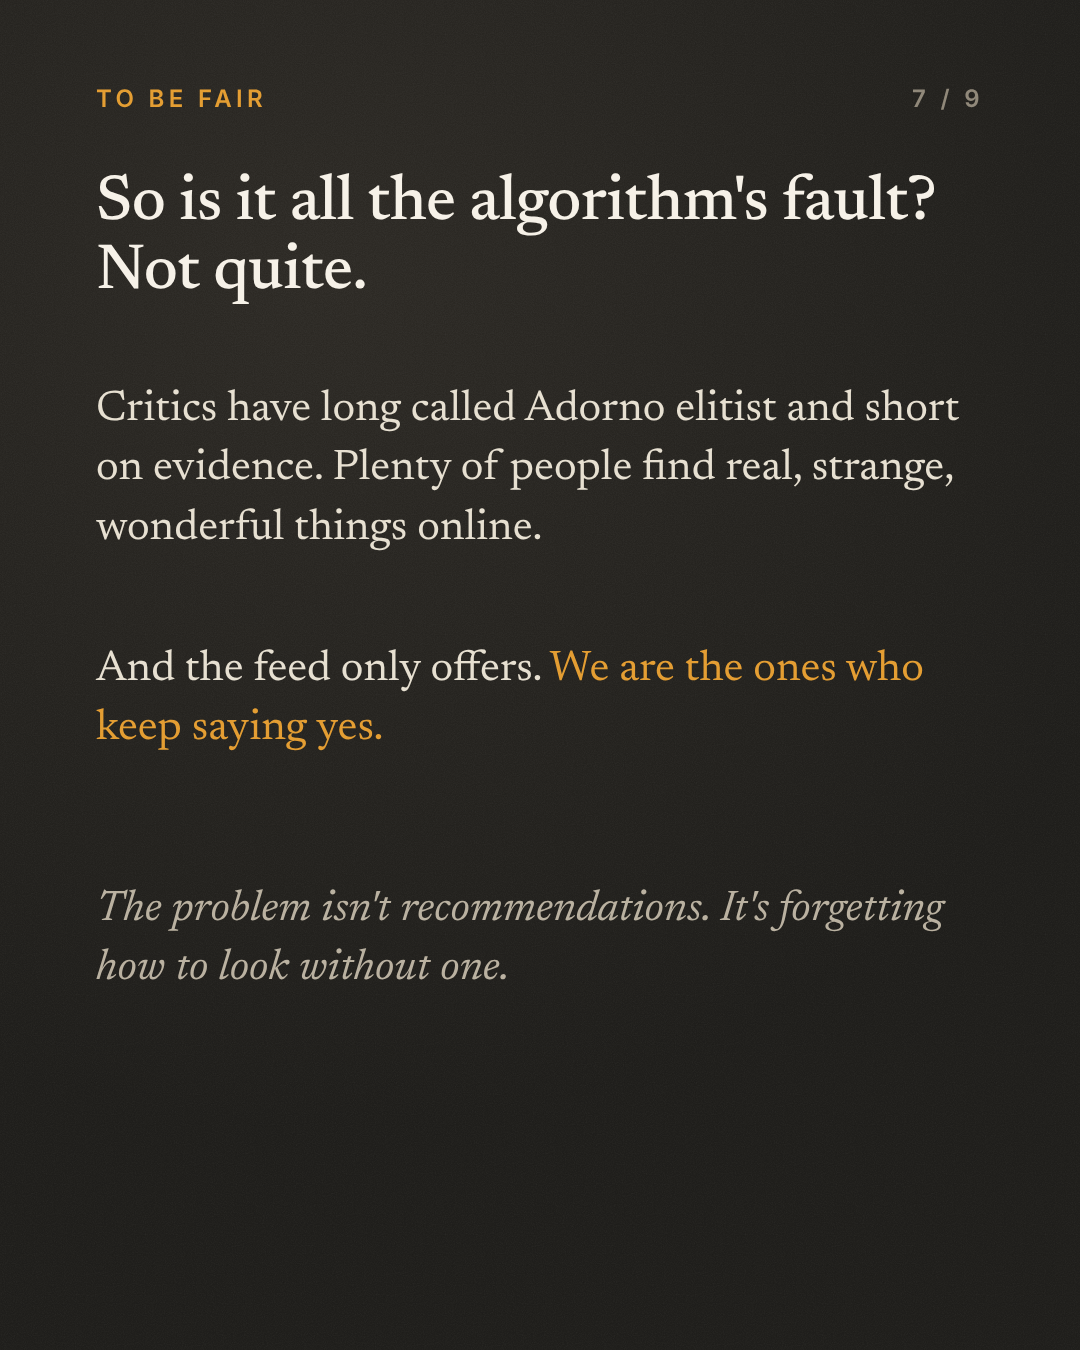 TO BE FAIR
7 / 9
So is it all the algorithm's fault?
Not quite.
Critics have long called Adorno elitist and short
on evidence. Plenty of people find real, strange,
wonderful things online.
And the feed only offers. We are the ones who
keep saying yes.
The problem isn't recommendations. It's forgetting
how to look without one.